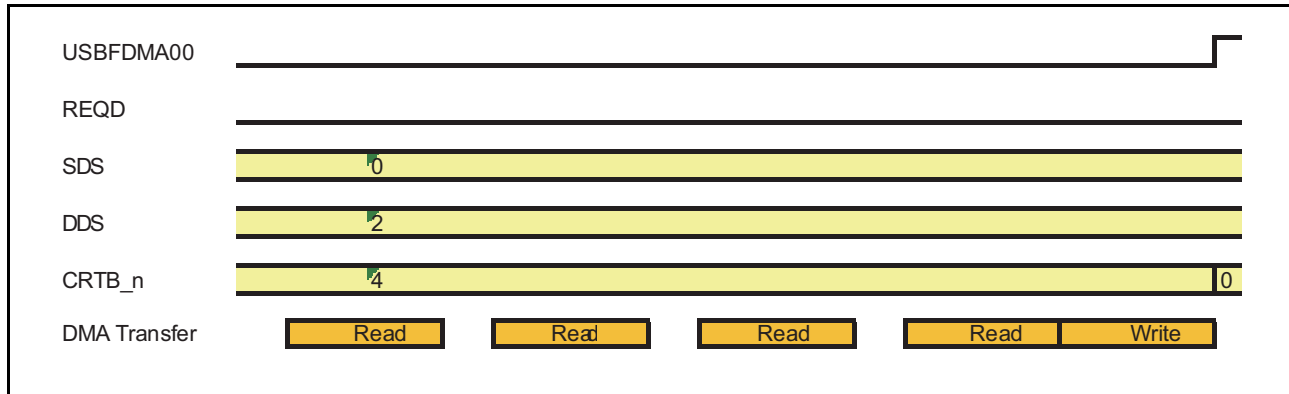 USBFDMA00
REQD
SDS 0
DDS 2
CRTB_n 4 0
DMA Transfer Read Read Read Read Write